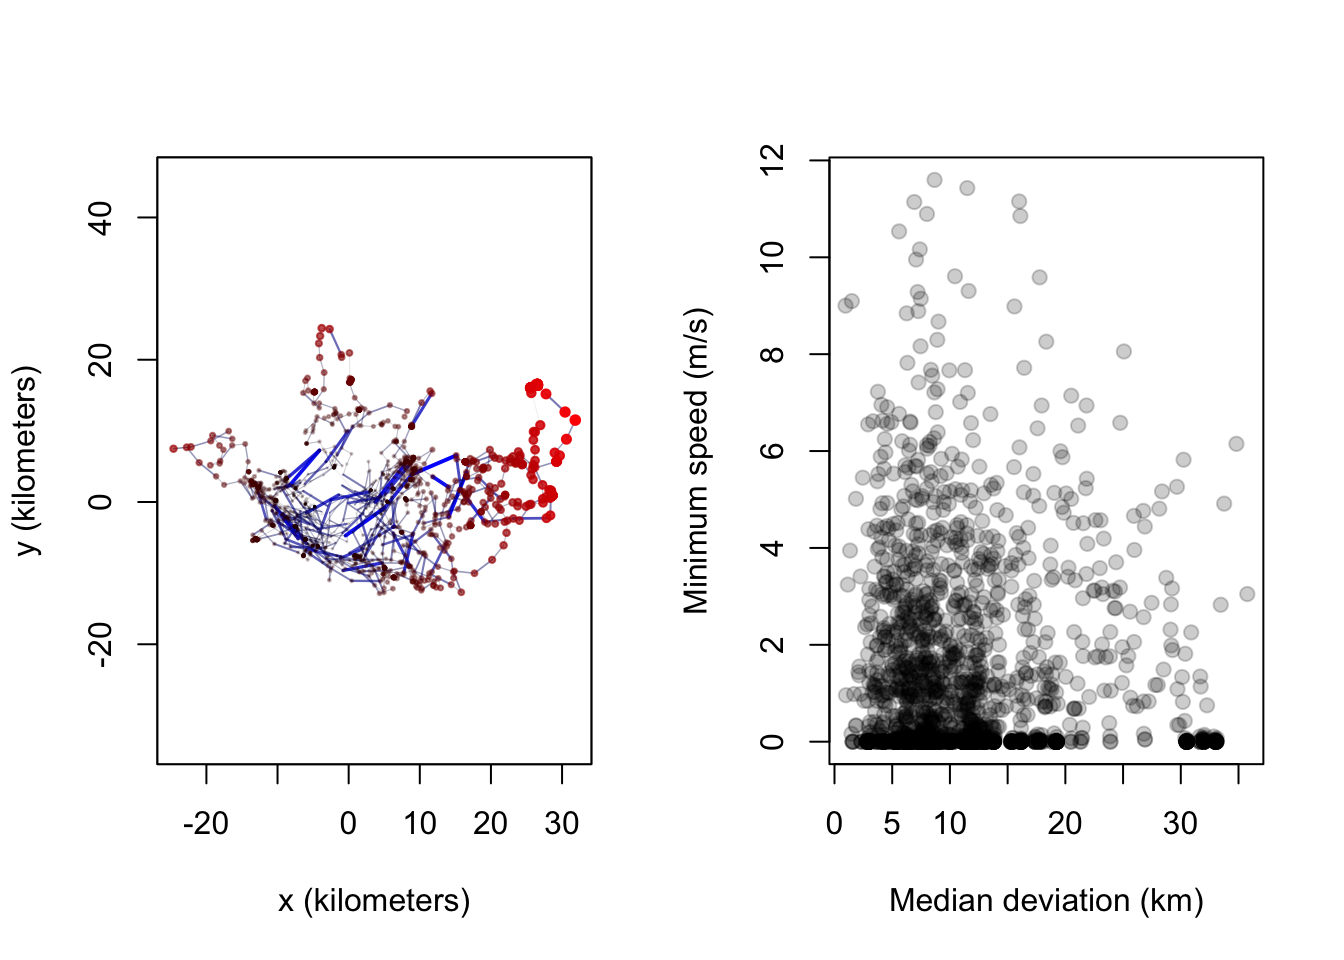 40
20
0
-20
y (kilometers)
-20 0 10 20 30
x (kilometers)
12
10
8
6
4
2
0
Minimum speed (m/s)
0 5 10 20 30
Median deviation (km)